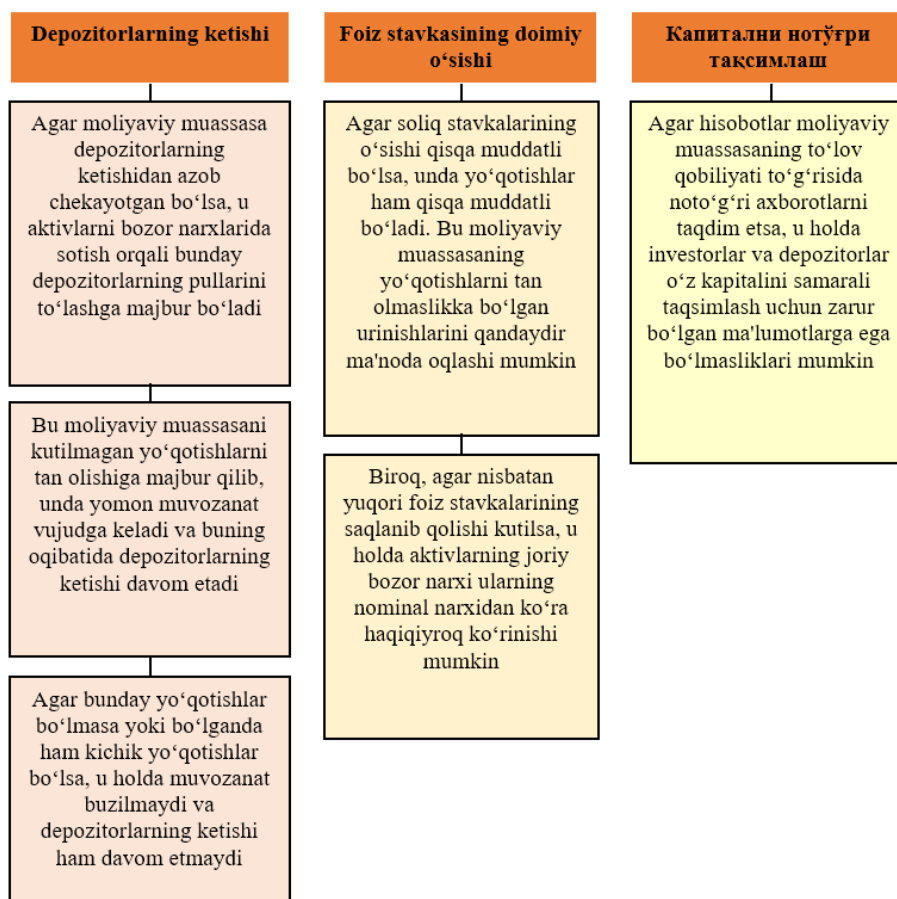 Depozitorlarning ketishi
Agar moliyaviy muassasa
depozitorlarning
ketishidan azob
chekayotgan bo‘lsa, u
aktivlarni bozor narxlarida
sotish orqali bunday
depozitorlarning pullarini
to‘lashga majbur bo‘ladi
Bu moliyaviy muassasani
kutilmagan yo‘qotishlarni
tan olishiga majbur qilib,
unda yomon muvozanat
vujudga keladi va buning
oqibatida depozitorlarning
ketishi davom etadi
Agar bunday yo‘qotishlar
bo‘lmasa yoki bo‘lganda
ham kichik yo‘qotishlar
bo‘lsa, u holda muvozanat
buzilmaydi va
depozitorlarning ketishi
ham davom etmaydi
Foiz stavkasining doimiy
o‘sishi
Agar soliq stavkalarining
o‘sishi qisqa muddatli
bo‘lsa, unda yo‘qotishlar
ham qisqa muddatli
bo‘ladi. Bu moliyaviy
muassasaning
yo‘qotishlarni tan
olmaslikka bo‘lgan
urinishlarini qandaydir
ma'noda oqlashi mumkin
Biroq, agar nisbatan
yuqori foiz stavkalarining
saqlanib qolishi kutilsa, u
holda aktivlarning joriy
bozor narxi ularning
nominal narxidan ko‘ra
haqiqiyroq ko‘rinishi
mumkin
Капитални нотўғри
тақсимлаш
Agar hisobotlar moliyaviy
muassasaning to‘lov
qobiliyati to‘g‘risida
noto‘g‘ri axborotlarni
taqdim etsa, u holda
investorlar va depozitorlar
o‘z kapitalini samarali
taqsimlash uchun zarur
bo‘lgan ma'lumotlarga ega
bo‘lmasliklari mumkin